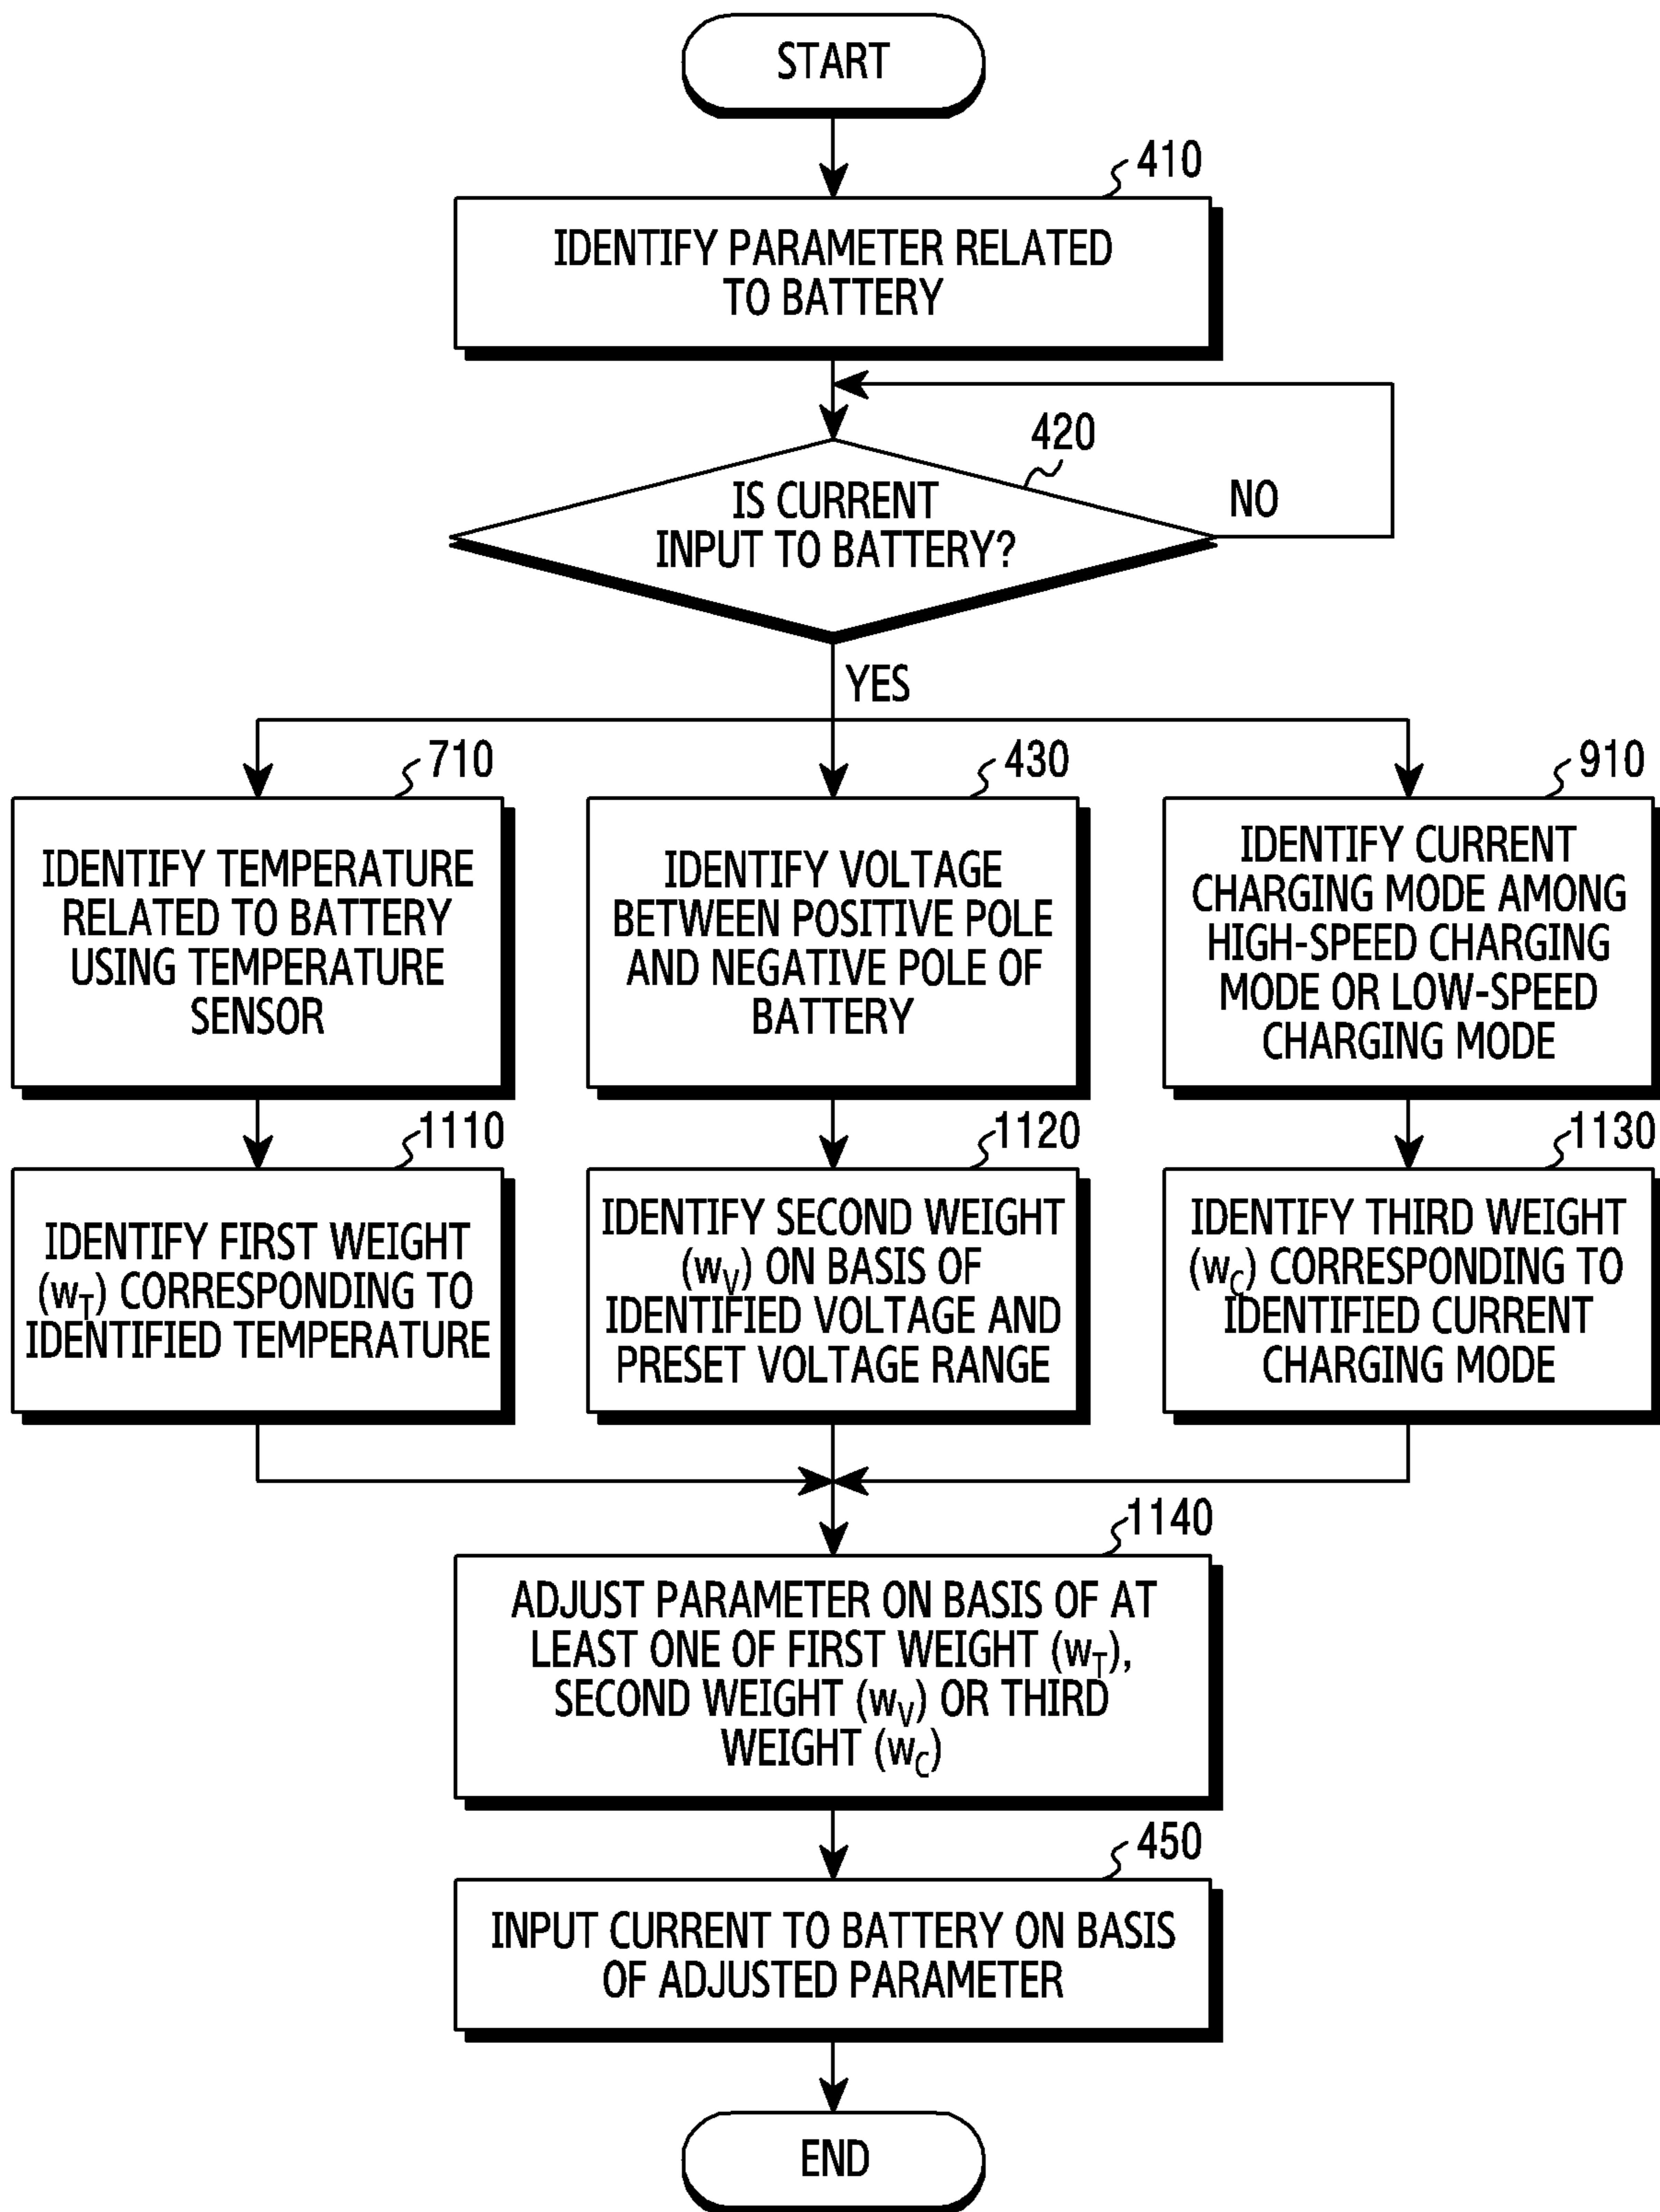 START
410
IDENTIFY PARAMETER RELATED
TO BATTERY
420
IS CURRENT
INPUT TO BATTERY?
NO
YES
710
IDENTIFY TEMPERATURE
RELATED TO BATTERY
USING TEMPERATURE
SENSOR
430
IDENTIFY VOLTAGE
BETWEEN POSITIVE POLE
AND NEGATIVE POLE OF
BATTERY
910
IDENTIFY CURRENT
CHARGING MODE AMONG
HIGH-SPEED CHARGING
MODE OR LOW-SPEED
CHARGING MODE
1110
IDENTIFY FIRST WEIGHT
(wT) CORRESPONDING TO
IDENTIFIED TEMPERATURE
1120
IDENTIFY SECOND WEIGHT
(wV) ON BASIS OF
IDENTIFIED VOLTAGE AND
PRESET VOLTAGE RANGE
1130
IDENTIFY THIRD WEIGHT
(wC) CORRESPONDING TO
IDENTIFIED CURRENT
CHARGING MODE
1140
ADJUST PARAMETER ON BASIS OF AT
LEAST ONE OF FIRST WEIGHT (wT),
SECOND WEIGHT (wV) OR THIRD
WEIGHT (wC)
450
INPUT CURRENT TO BATTERY ON BASIS
OF ADJUSTED PARAMETER
END